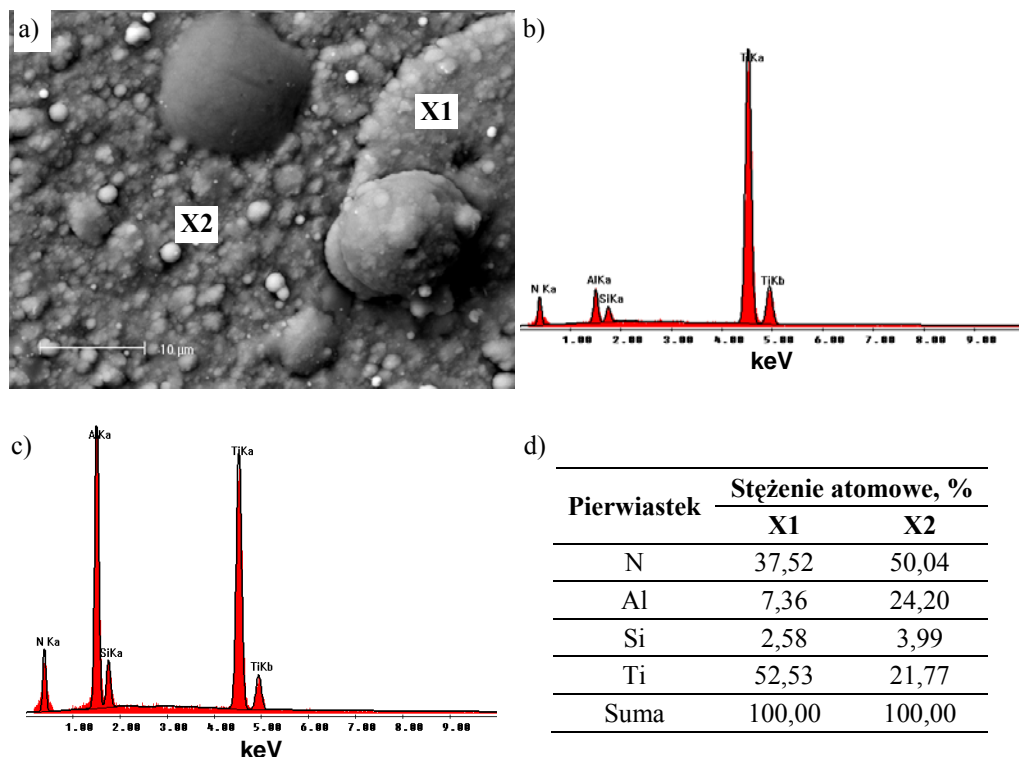 a)
X1
X2
10 µm
b)
TiKa
N Ka
AlKa
SiKa
TiKb
1.00 2.00 3.00 4.00 5.00 6.00 7.00 8.00 9.00
keV
c)
AlKa
TiKa
N Ka
SiKa
TiKb
1.00 2.00 3.00 4.00 5.00 6.00 7.00 8.00 9.00
keV
d)
Pierwiastek Stężenie atomowe, %
X1 X2
N 37,52 50,04
Al 7,36 24,20
Si 2,58 3,99
Ti 52,53 21,77
Suma 100,00 100,00